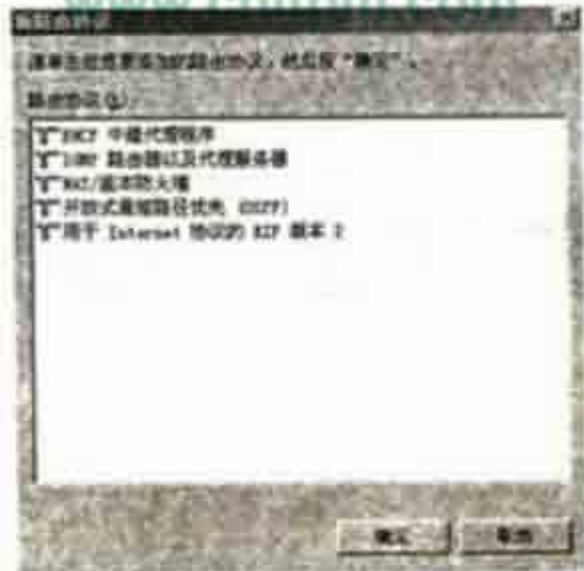 新路由协议
请单击您想要添加的路由协议，然后按“确定”。
路由协议(L):
DHCP 中继代理程序
IGMP 路由器以及代理服务器
NAT/基本防火墙
开放式最短路径优先 (OSPF)
用于 Internet 协议的 RIP 版本 2
确定
取消